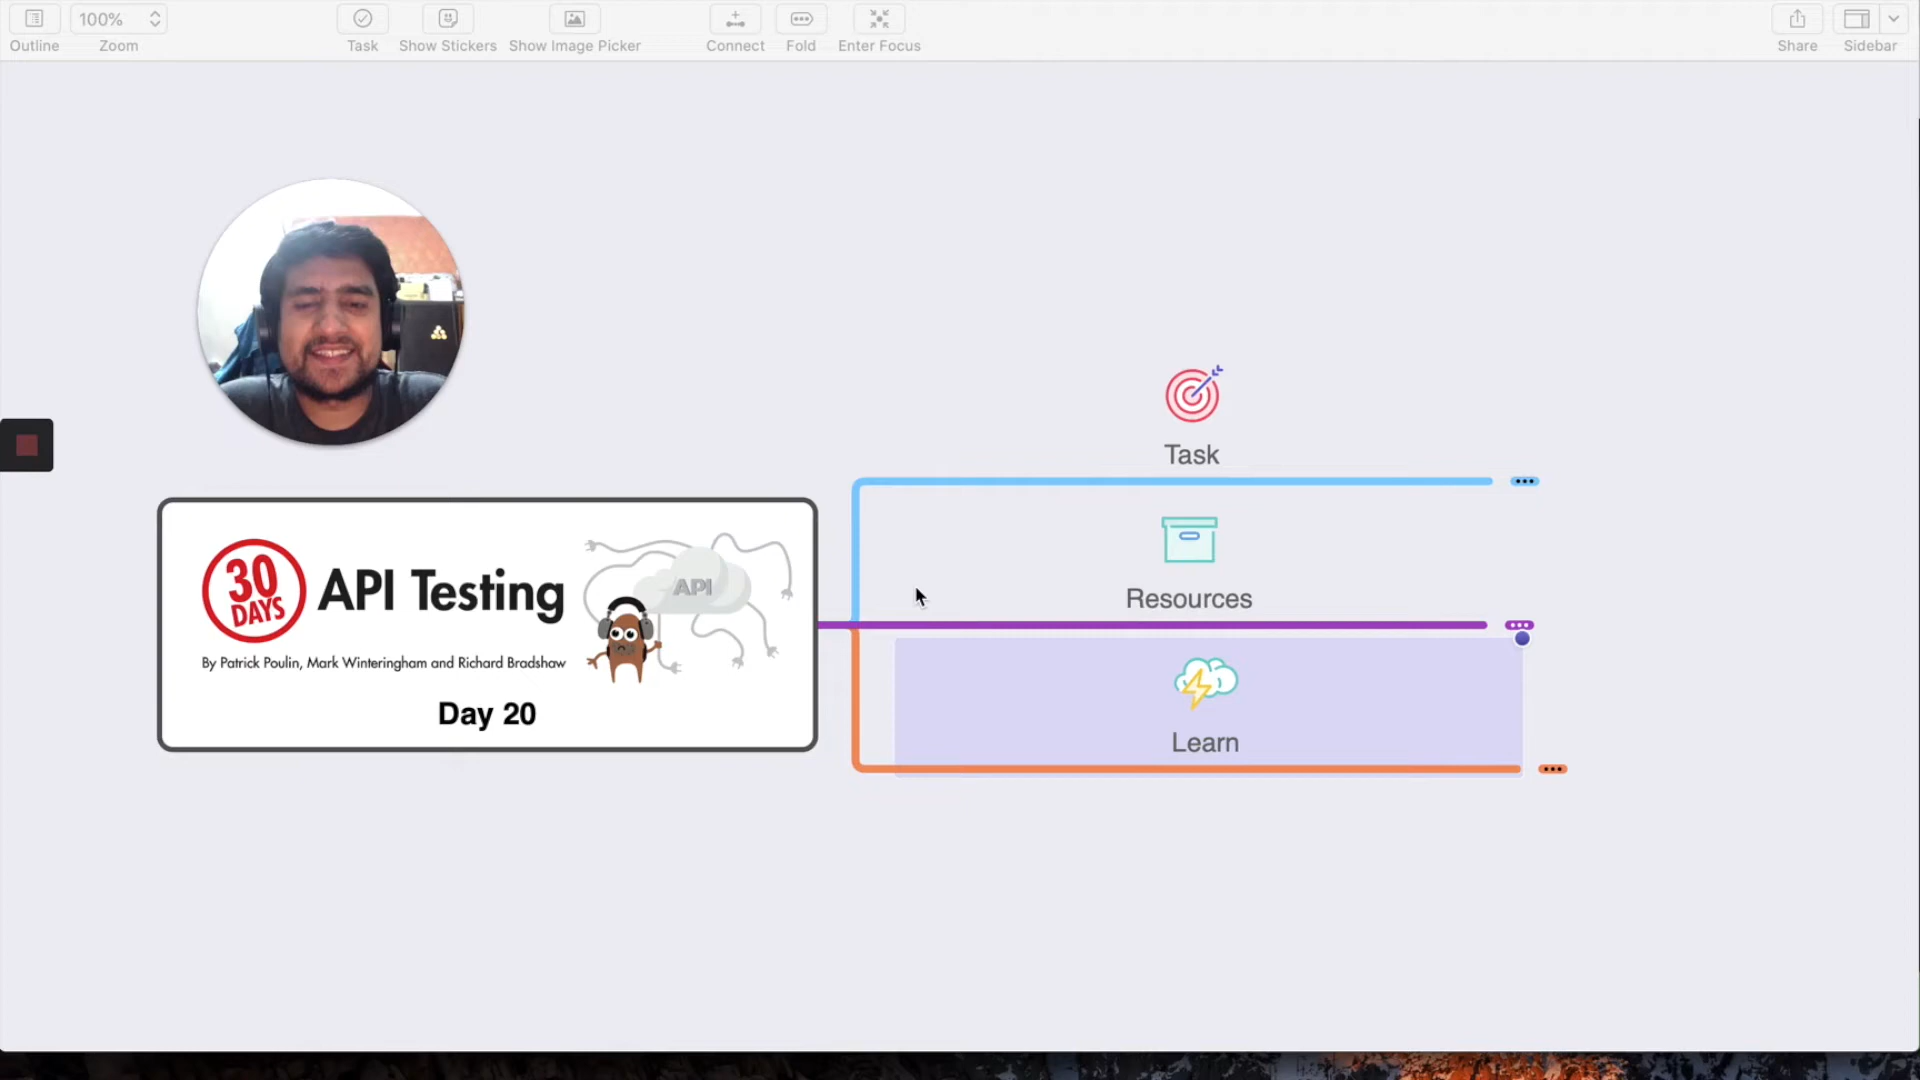 100%
Outline
Zoom
Task
Show Stickers
Show Image Picker
Connect
Fold
Enter Focus
Share
Sidebar
Task
Resources
30
DAYS
API Testing
API
By Patrick Poulin, Mark Winteringham and Richard Bradshaw
Day 20
Learn